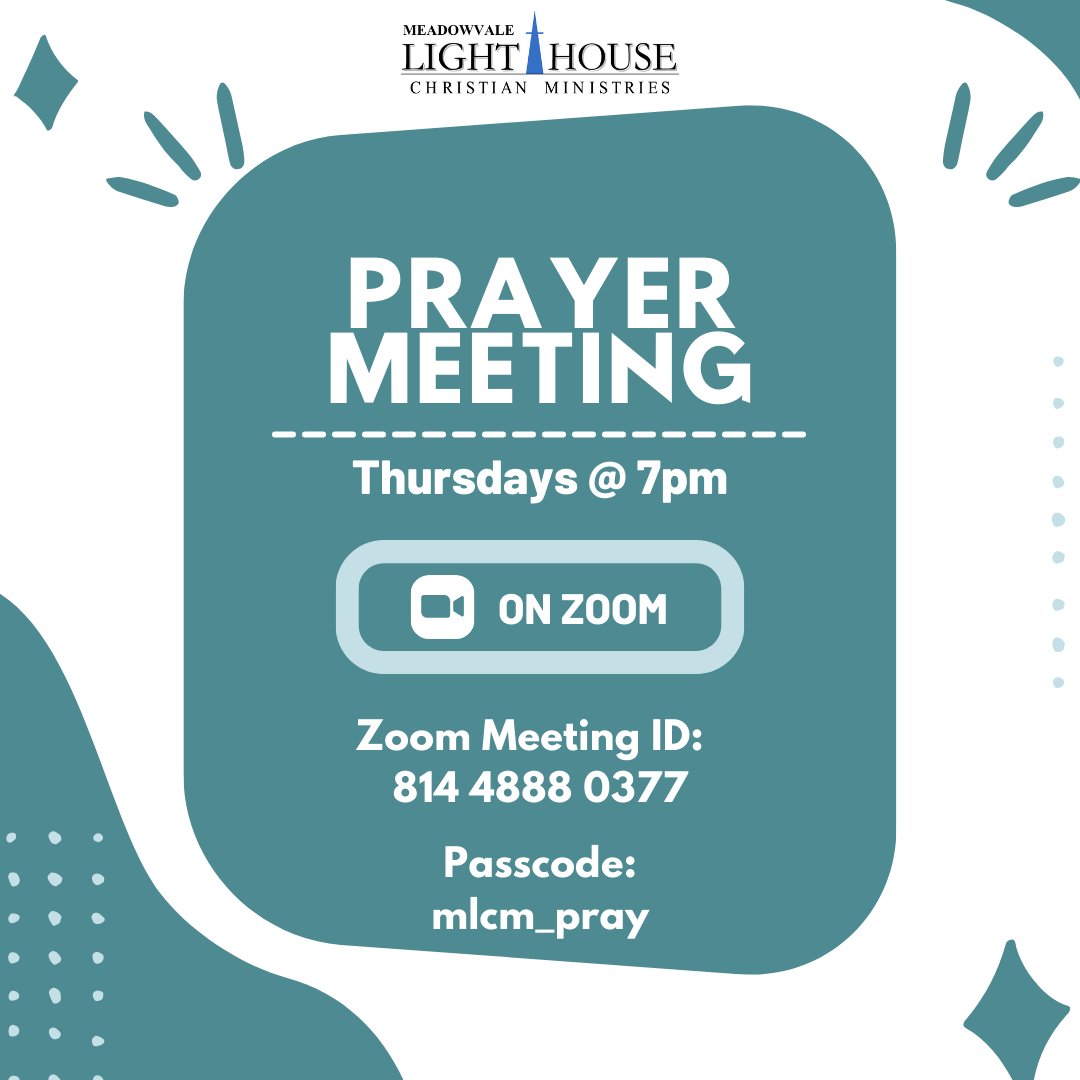 MEADOWVALE
LIGHT HOUSE
CHRISTIAN MINISTRIES
PRAYER
MEETING
Thursdays @ 7pm
ON ZOOM
Zoom Meeting ID:
814 4888 0377
Passcode:
mlcm_pray